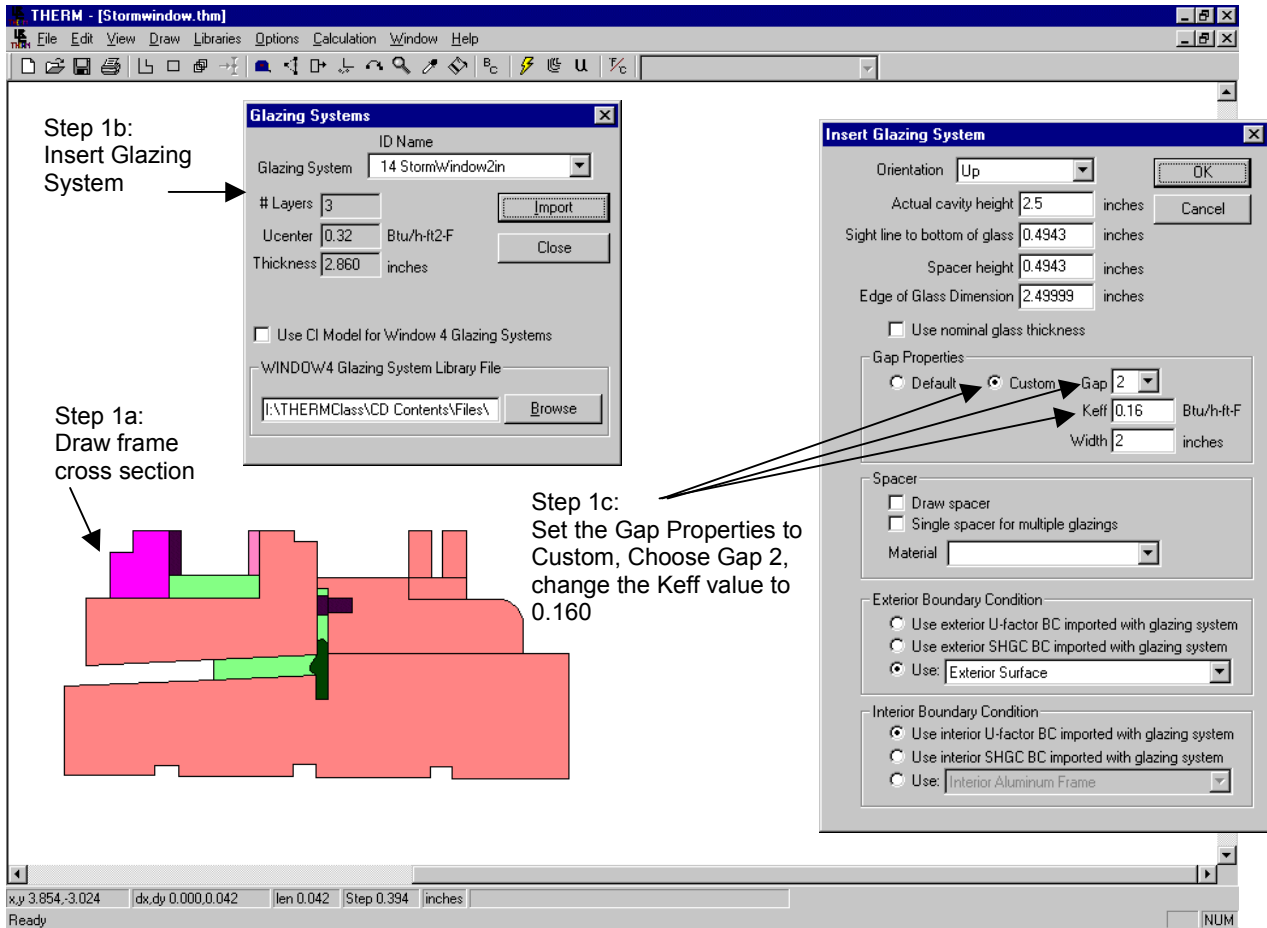 THERM - [Stormwindow.thm]
File Edit View Draw Libraries Options Calculation Window Help
Step 1b:
Insert Glazing
System
Glazing Systems
ID Name
Glazing System 14 StormWindow2in
# Layers 3
Import
Ucenter 0.32 Btu/h-ft2-F
Close
Thickness 2.860 inches
Use CI Model for Window 4 Glazing Systems
WINDOW4 Glazing System Library File
I:\THERMClass\CD Contents\Files\ Browse
Step 1a:
Draw frame
cross section
Step 1c:
Set the Gap Properties to
Custom, Choose Gap 2,
change the Keff value to
0.160
Insert Glazing System
Orientation Up OK
Actual cavity height 2.5 inches Cancel
Sight line to bottom of glass 0.4943 inches
Spacer height 0.4943 inches
Edge of Glass Dimension 2.49999 inches
Use nominal glass thickness
Gap Properties
Default Custom Gap 2
Keff 0.16 Btu/h-ft-F
Width 2 inches
Spacer
Draw spacer
Single spacer for multiple glazings
Material
Exterior Boundary Condition
Use exterior U-factor BC imported with glazing system
Use exterior SHGC BC imported with glazing system
Use: Exterior Surface
Interior Boundary Condition
Use interior U-factor BC imported with glazing system
Use interior SHGC BC imported with glazing system
Use: Interior Aluminum Frame
x,y 3.854,-3.024 dx,dy 0.000,0.042 len 0.042 Step 0.394 inches
Ready NUM